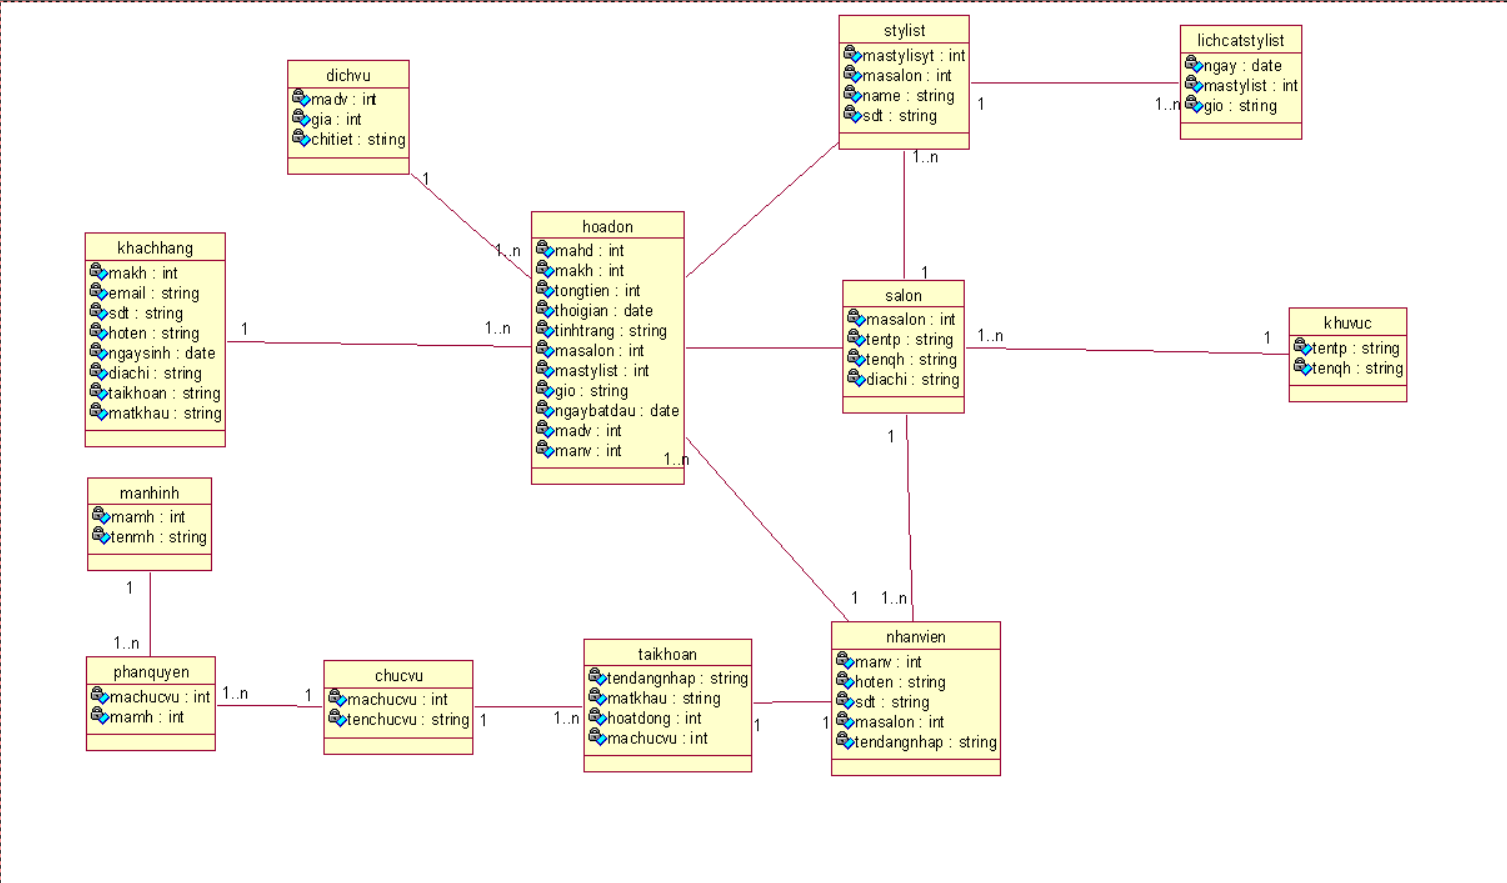 stylist
mastylisyt : int
masalon : int
name : string
sdt : string
1
1..n
lichcatstylist
ngay : date
mastylist : int
gio : string
1..n
1
dichvu
madv : int
gia : int
chitiet : string
1
1..n
khachhang
makh : int
email : string
sdt : string
hoten : string
ngaysinh : date
diachi : string
taikhoan : string
matkhau : string
1
1..n
hoadon
mahd : int
makh : int
tongtien : int
thoigian : date
tinhtrang : string
masalon : int
mastylist : int
gio : string
ngaybatdau : date
madv : int
manv : int
1..n
1
salon
masalon : int
tentp : string
tenqh : string
diachi : string
1..n
1
khuvuc
tentp : string
tenqh : string
1
1..n
manhinh
mamh : int
tenmh : string
1
1..n
phanquyen
machucvu : int
mamh : int
1..n
1
chucvu
machucvu : int
tenchucvu : string
1
1..n
taikhoan
tendangnhap : string
matkhau : string
hoatdong : int
machucvu : int
1
1
nhanvien
manv : int
hoten : string
sdt : string
masalon : int
tendangnhap : string